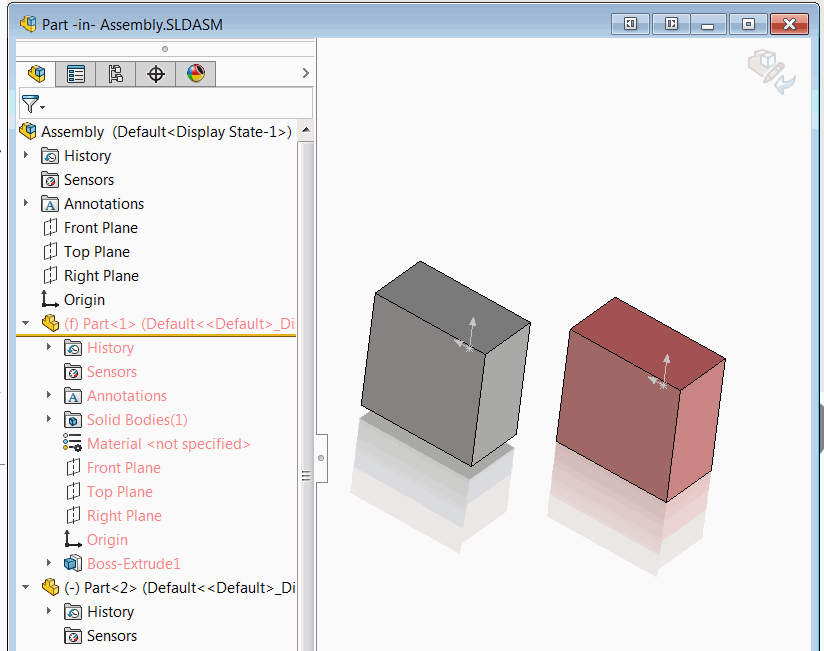 Part -in- Assembly.SLDASM
Assembly (Default<Display State-1>)
History
Sensors
A Annotations
Front Plane
Top Plane
Right Plane
Origin
(f) Part<1> (Default<<Default>_Di
History
Sensors
A Annotations
Solid Bodies(1)
Material <not specified>
Front Plane
Top Plane
Right Plane
Origin
Boss-Extrude1
(-) Part<2> (Default<<Default>_Di
History
Sensors